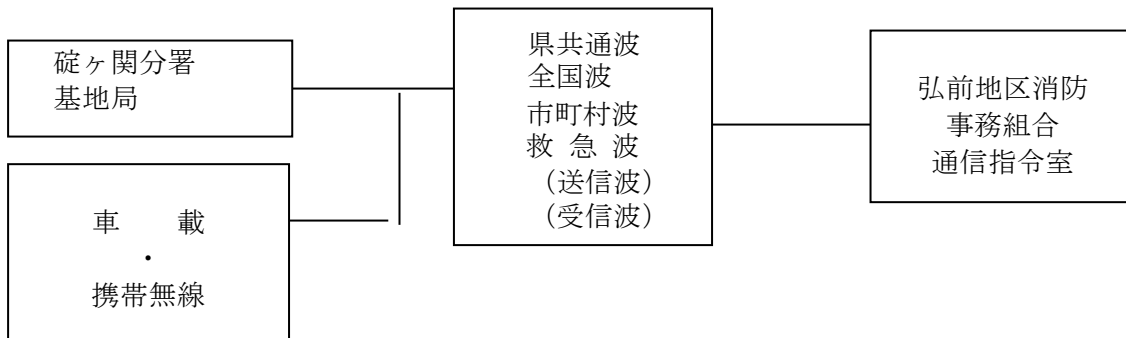 碇ヶ関分署
基地局
車　　載
・
携帯無線
県共通波
全国波
市町村波
救 急 波
（送信波）
（受信波）
弘前地区消防
事務組合
通信指令室